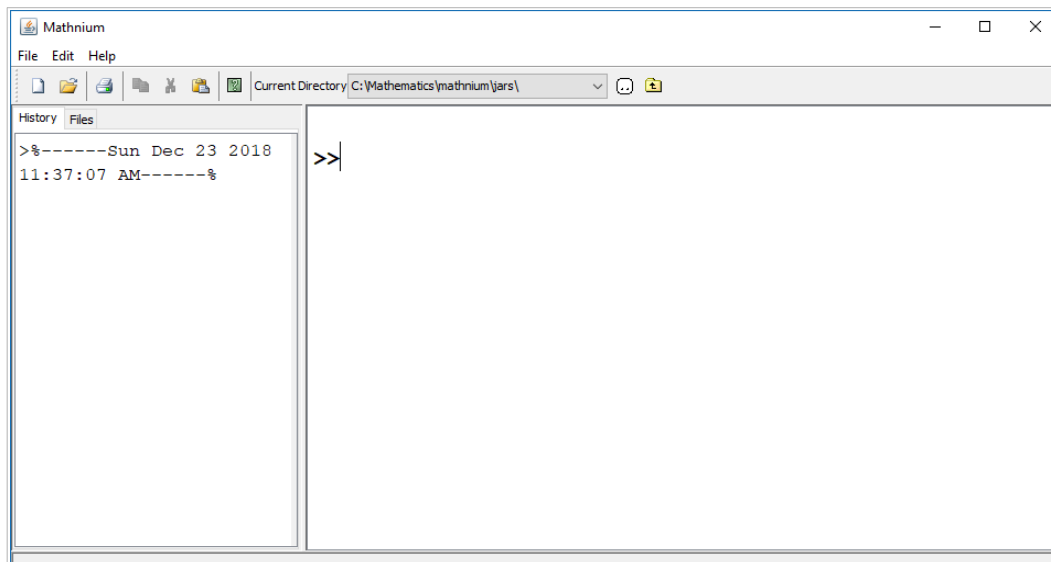 Mathnium
File Edit Help
Current Directory C:\Mathematics\mathnium\jars\
History Files
>%------Sun Dec 23 2018
11:37:07 AM------%
>>